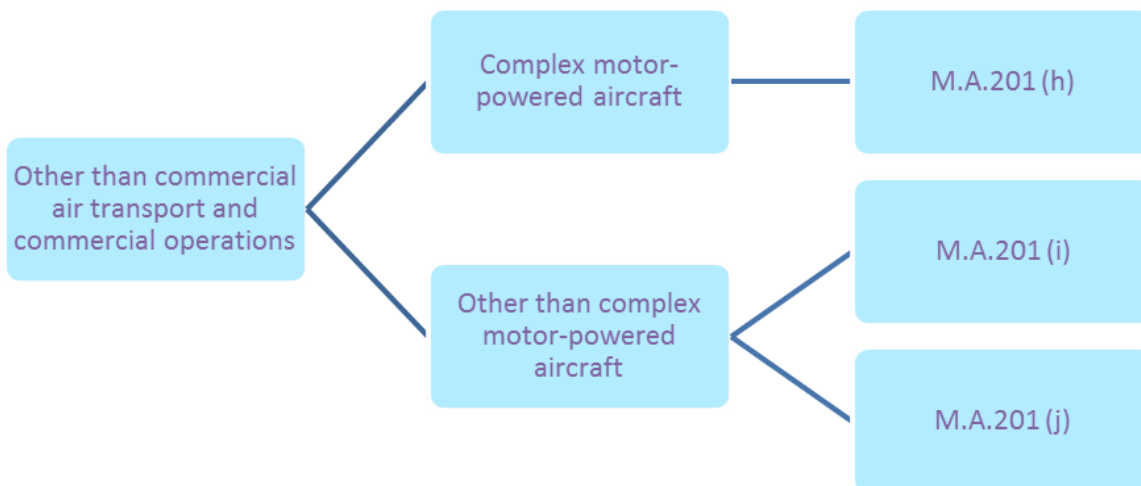 Complex motor-
powered aircraft
M.A.201 (h)
Other than commercial
air transport and
commercial operations
M.A.201 (i)
Other than complex
motor-powered
aircraft
M.A.201 (j)